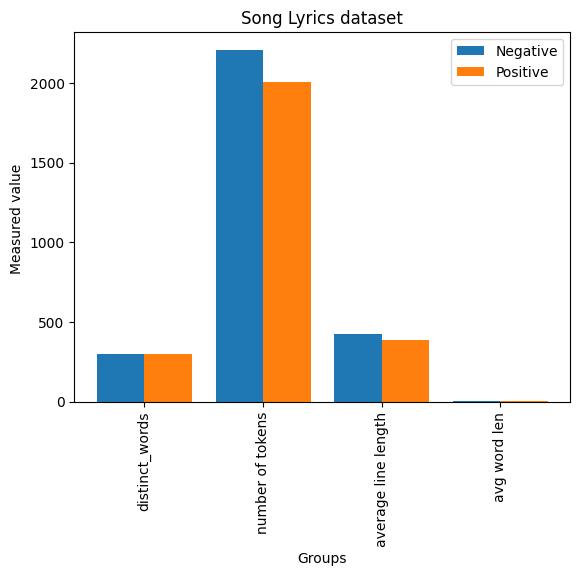 Song Lyrics dataset
Negative
Positive
Measured value
2000
1500
1000
500
0
distinct_words
number of tokens
average line length
avg word len
Groups